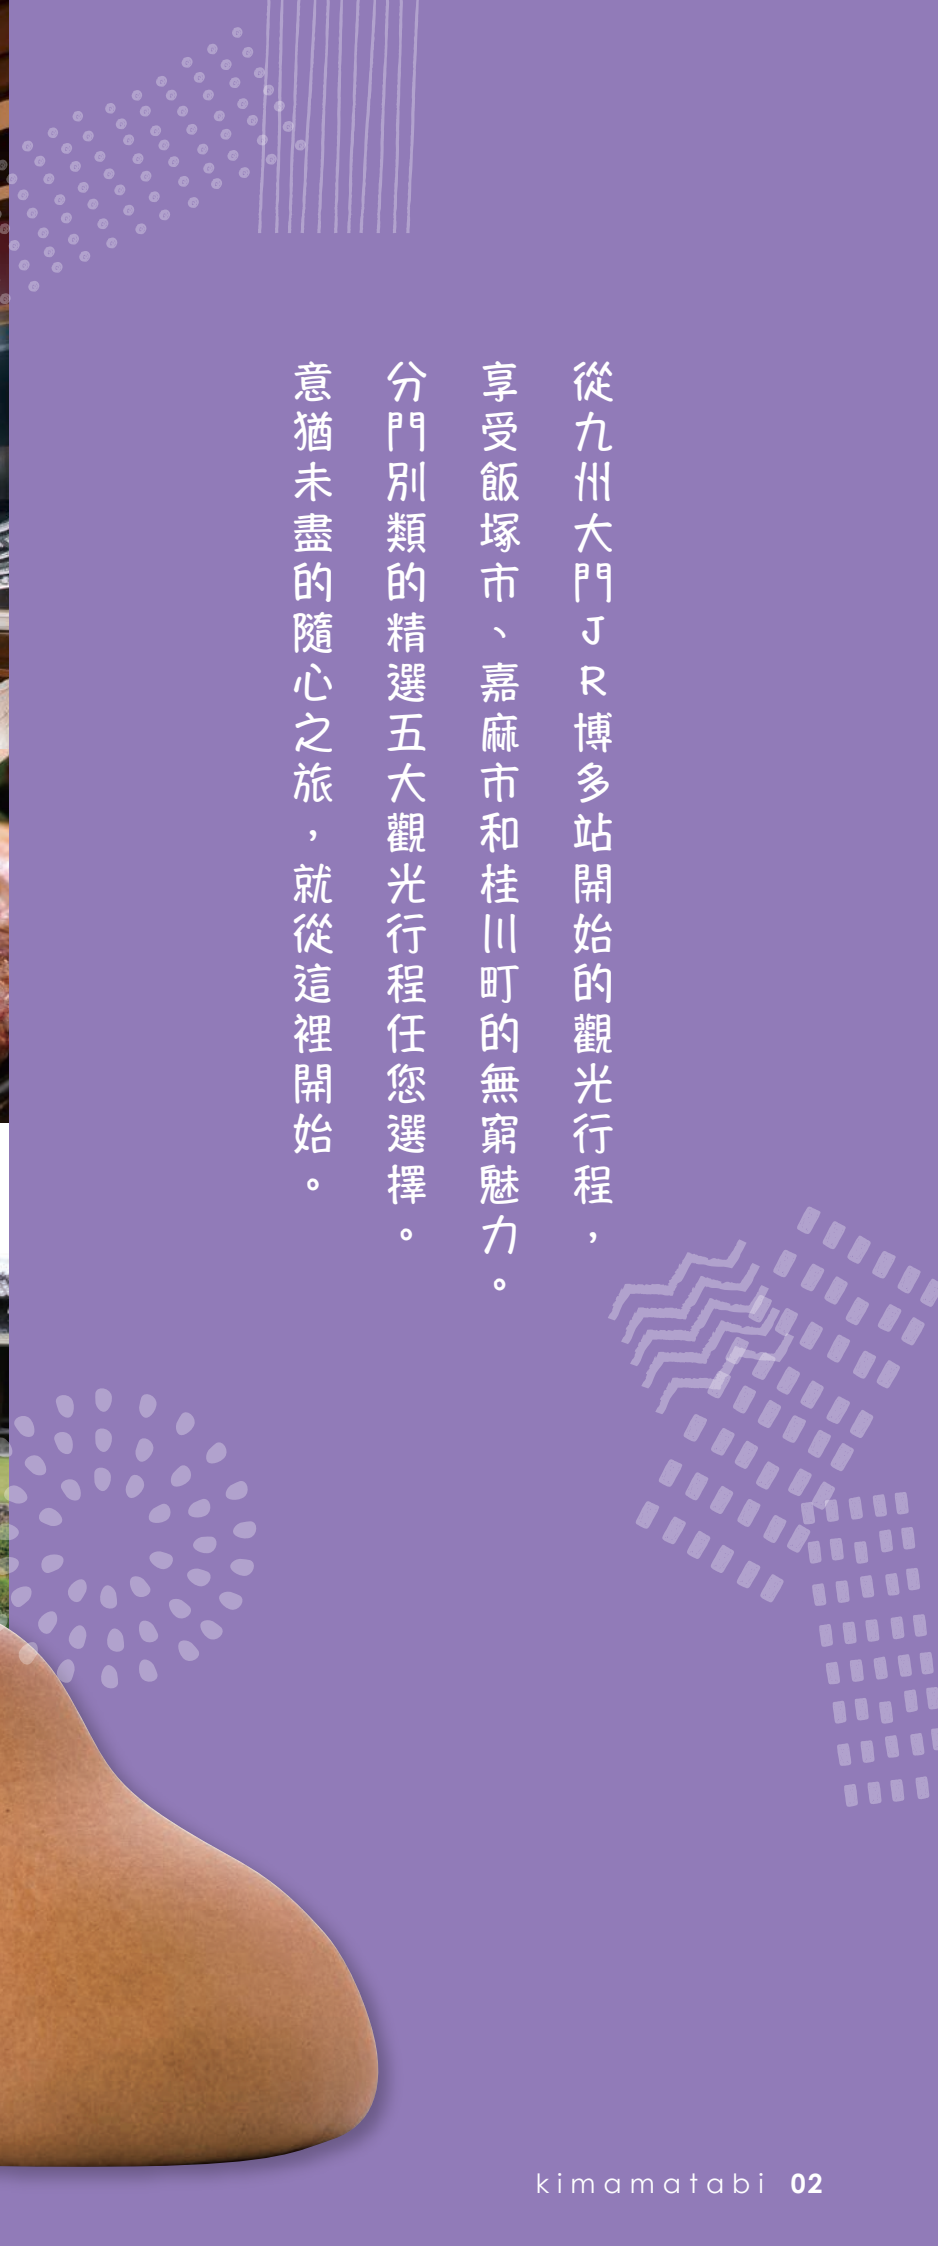 從九州大門JR博多站開始的觀光行程，
享受飯塚市、嘉麻市和桂川町的無窮魅力。
分門別類的精選五大觀光行程任您選擇。
意猶未盡的隨心之旅，就從這裡開始。
kimamatabi 02